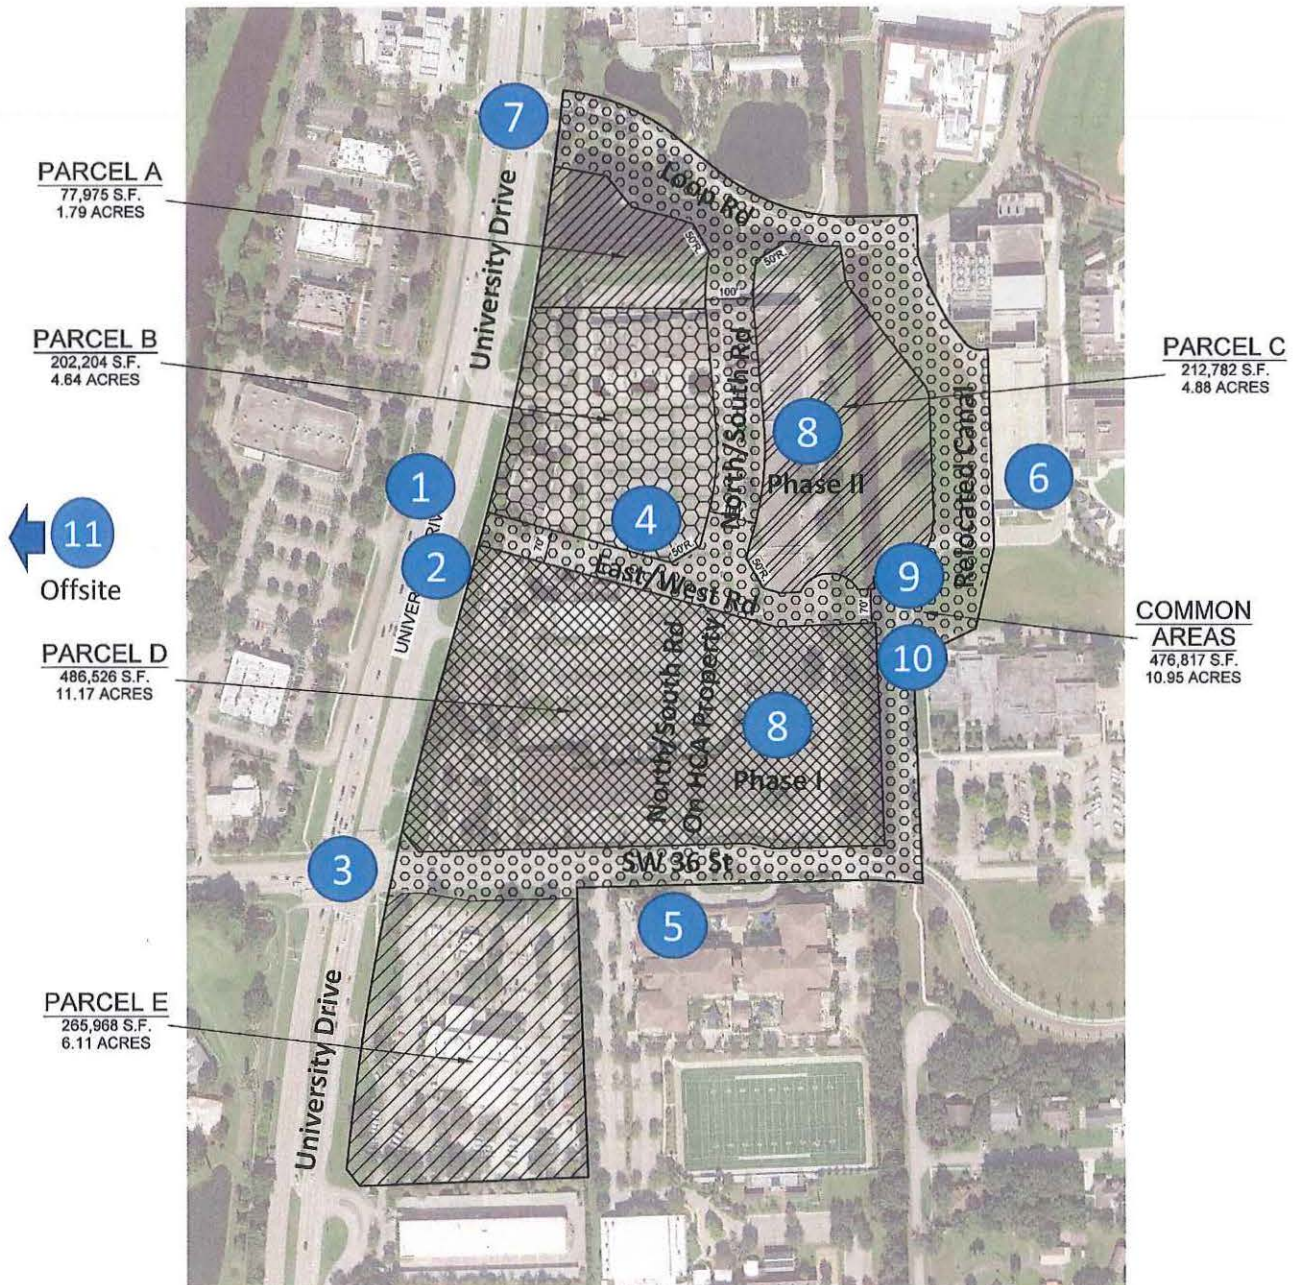 7
PARCEL A
77,975 S.F.
1.79 ACRES
Loop Rd
University Drive
50'R.
50'R.
100'
PARCEL B
202,204 S.F.
4.64 ACRES
PARCEL C
212,782 S.F.
4.88 ACRES
North/South Rd
8
Phase II
Relocated Canal
1
6
4
11
Offsite
UNIVERSITY DRIVE
2
70'
50'R.
50'R.
East/West Rd
9
70'
COMMON
AREAS
476,817 S.F.
10.95 ACRES
PARCEL D
486,526 S.F.
11.17 ACRES
10
North/South Rd
On HCA Property
8
Phase I
3
SW 36 St
5
PARCEL E
265,968 S.F.
6.11 ACRES
University Drive